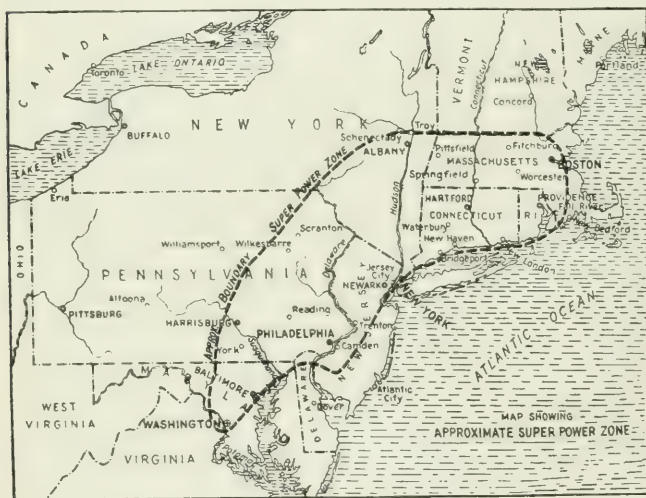 CANADA
Toronto
LAKE ONTARIO
LAKE ERIE
BUFFALO
NEW YORK
VERMONT
Connecticut
NEW HAMPSHIRE
Concord
MAINE
Portland
Schenectady
Troy
ALBANY
Pittsfield
Fitchburg
MASSACHUSETTS
BOSTON
Worcester
Springfield
Hudson
HARTFORD
CONNECTICUT
R I
PROVIDENCE
Fall River
Bedford
Waterbury
New Haven
Bridgeport
New London
Erie
OHIO
APPROX BOUNDARY SUPER POWER ZONE
Scranton
Williamsport
Wilkesbarre
Delaware
PENNSYLVANIA
Altoona
PITTSBURG
HARRISBURG
Reading
York
PHILADELPHIA
Camden
Trenton
NEW JERSEY
Jersey City
NEWARK
NEW YORK
ATLANTIC OCEAN
Atlantic City
DELAWARE
Dover
BALTIMORE
WASHINGTON
WEST VIRGINIA
VIRGINIA
MAP SHOWING
APPROXIMATE SUPER POWER ZONE